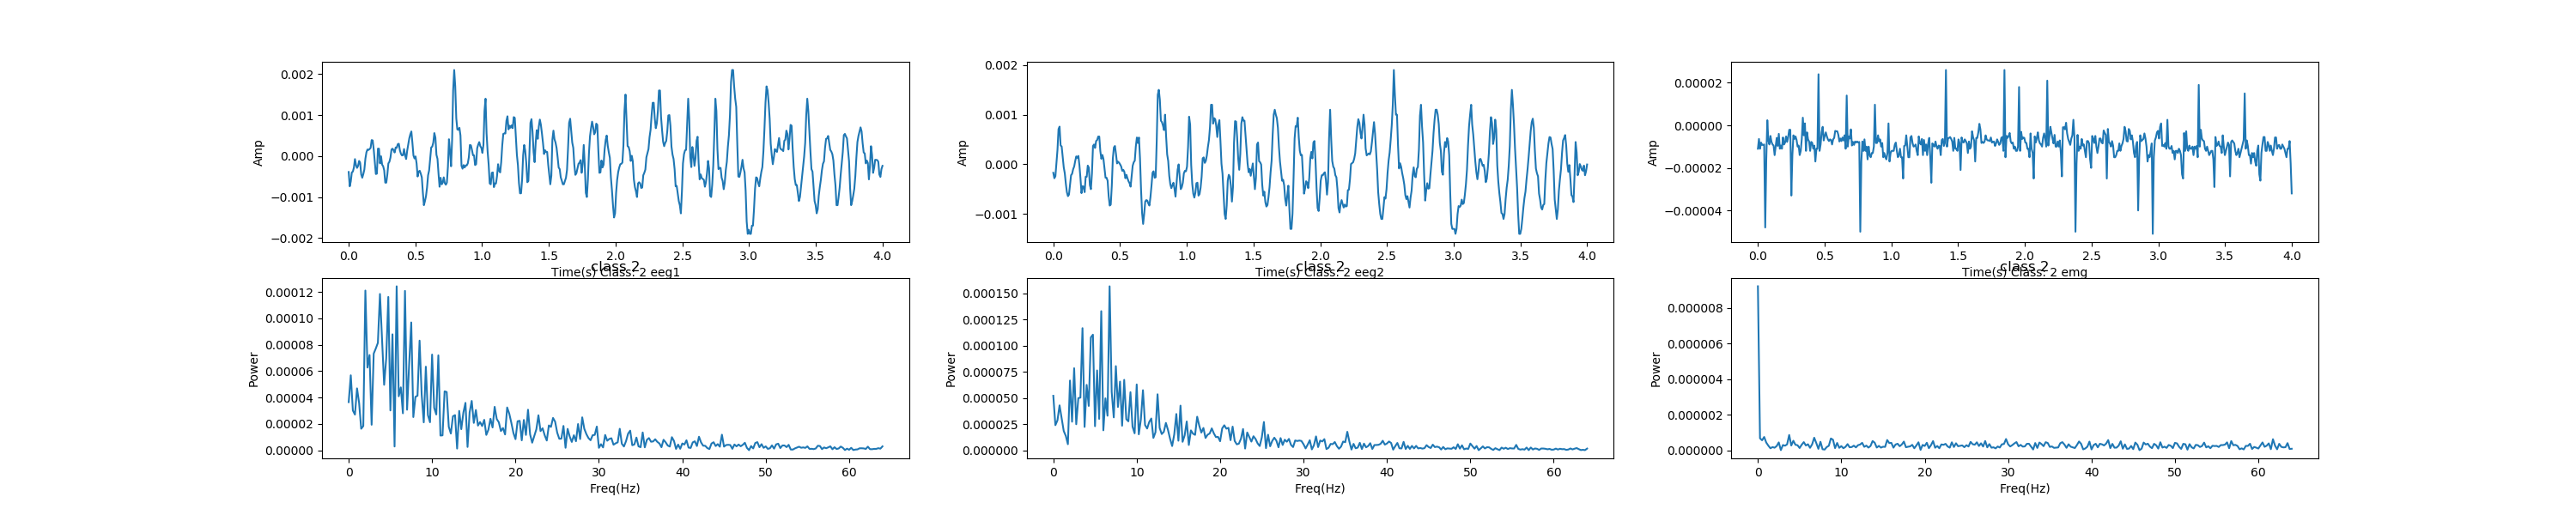 Amp
0.002
0.001
0.000
−0.001
−0.002
0.0 0.5 1.0 1.5 2.0 2.5 3.0 3.5 4.0
Time(s) Class: 2 eeg1
Amp
0.002
0.001
0.000
−0.001
0.0 0.5 1.0 1.5 2.0 2.5 3.0 3.5 4.0
Time(s) Class: 2 eeg2
Amp
0.00002
0.00000
−0.00002
−0.00004
0.0 0.5 1.0 1.5 2.0 2.5 3.0 3.5 4.0
Time(s) Class: 2 emg
class 2
Power
0.00012
0.00010
0.00008
0.00006
0.00004
0.00002
0.00000
0 10 20 30 40 50 60
Freq(Hz)
class 2
Power
0.000150
0.000125
0.000100
0.000075
0.000050
0.000025
0.000000
0 10 20 30 40 50 60
Freq(Hz)
class 2
Power
0.000008
0.000006
0.000004
0.000002
0.000000
0 10 20 30 40 50 60
Freq(Hz)